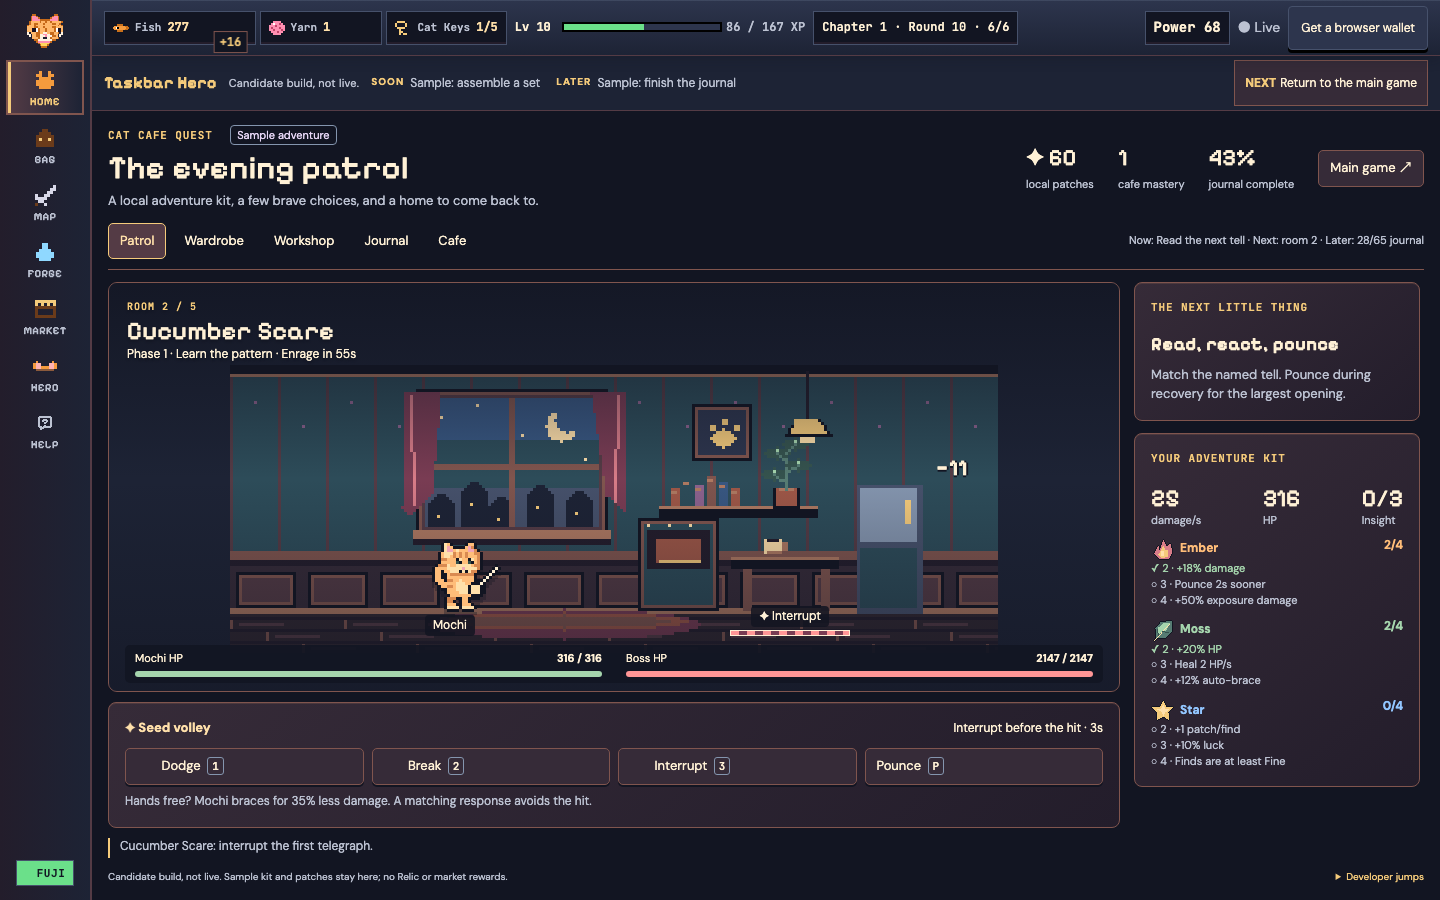 Fish 277
+16
Yarn 1
Cat Keys 1/5
Lv 10
86 / 167 XP
Chapter 1 · Round 10 · 6/6
Power 68
Live
Get a browser wallet
Taskbar Hero
Candidate build, not live.
SOON Sample: assemble a set
LATER Sample: finish the journal
NEXT Return to the main game
HOME
BAG
MAP
FORGE
MARKET
HERO
HELP
FUJI
CAT CAFE QUEST
Sample adventure
The evening patrol
A local adventure kit, a few brave choices, and a home to come back to.
✦ 60
local patches
1
cafe mastery
43%
journal complete
Main game ↗
Patrol
Wardrobe
Workshop
Journal
Cafe
Now: Read the next tell · Next: room 2 · Later: 28/65 journal
ROOM 2 / 5
Cucumber Scare
Phase 1 · Learn the pattern · Enrage in 55s
-11
Mochi
✦ Interrupt
Mochi HP 316 / 316
Boss HP 2147 / 2147
✦ Seed volley
Interrupt before the hit · 3s
Dodge 1
Break 2
Interrupt 3
Pounce P
Hands free? Mochi braces for 35% less damage. A matching response avoids the hit.
Cucumber Scare: interrupt the first telegraph.
Candidate build, not live. Sample kit and patches stay here; no Relic or market rewards.
THE NEXT LITTLE THING
Read, react, pounce
Match the named tell. Pounce during
recovery for the largest opening.
YOUR ADVENTURE KIT
316
0/3
damage/s
HP
Insight
Ember 2/4
✓ 2 · +18% damage
○ 3 · Pounce 2s sooner
○ 4 · +50% exposure damage
Moss 2/4
✓ 2 · +20% HP
○ 3 · Heal 2 HP/s
○ 4 · +12% auto-brace
Star 0/4
○ 2 · +1 patch/find
○ 3 · +10% luck
○ 4 · Finds are at least Fine
▶ Developer jumps